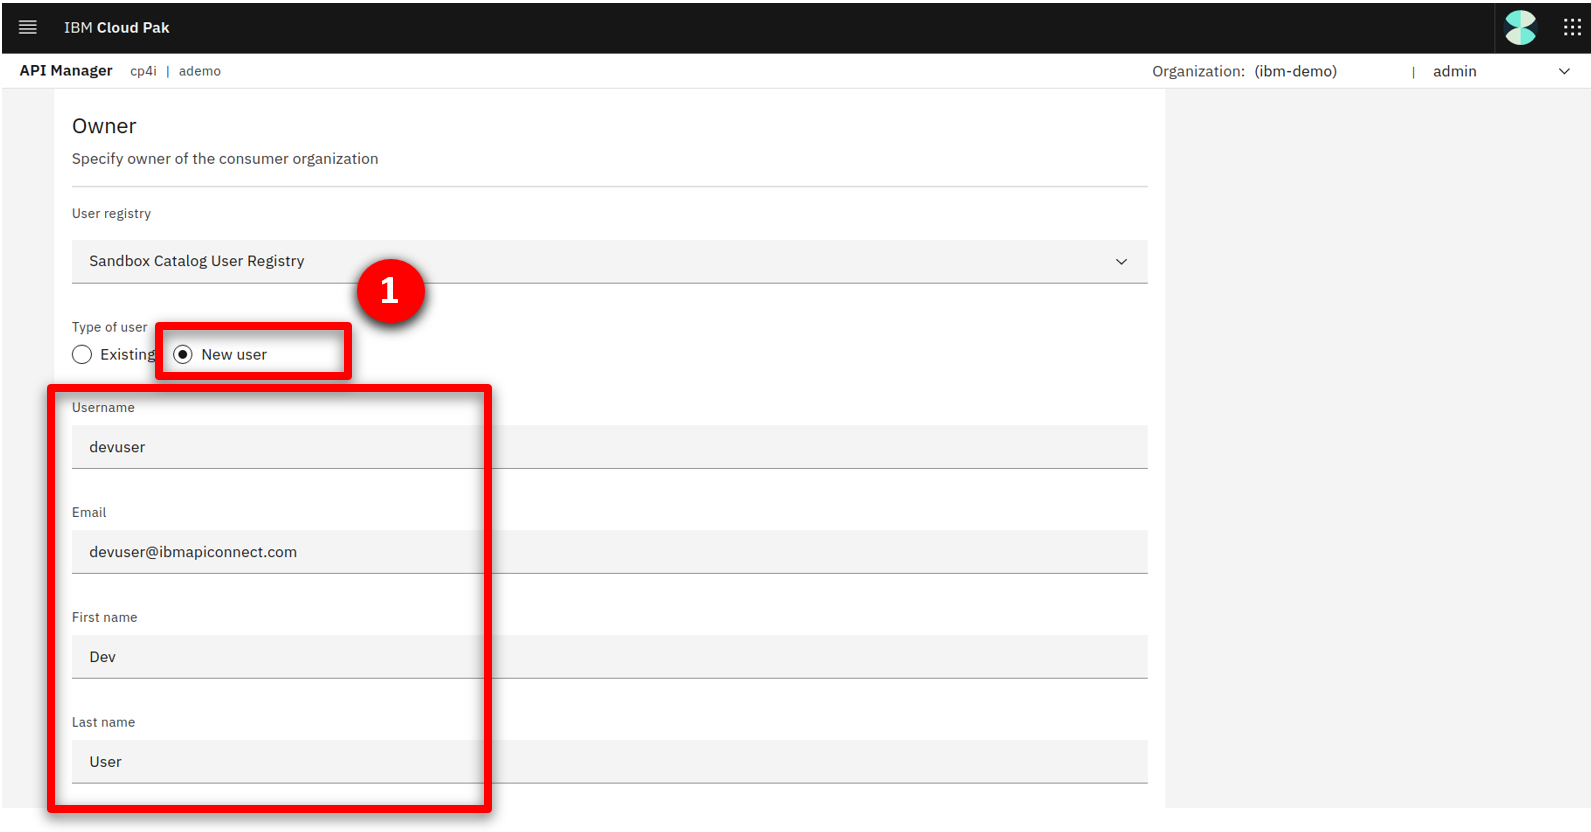 IBM Cloud Pak
API Manager cp4i | ademo Organization: (ibm-demo) | admin
Owner
Specify owner of the consumer organization
User registry
Sandbox Catalog User Registry
1
Type of user
Existing New user
Username
devuser
Email
devuser@ibmapiconnect.com
First name
Dev
Last name
User